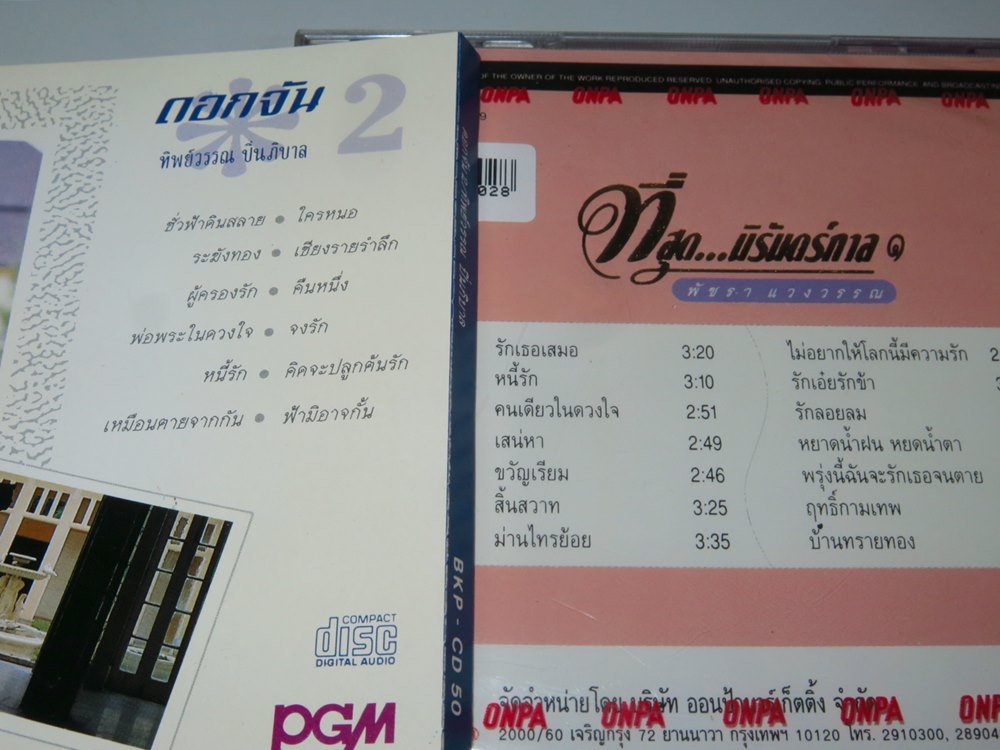 ดอกจัน 2
ทิพย์วรรณ ปิ่นภิบาล
ชั่วฟ้าดินสลาย • ใครหนอ
ระฆังทอง • เชียงรายรำลึก
ผู้ครองรัก • คืนหนึ่ง
พ่อพระในดวงใจ • จงรัก
หนี้รัก • คิดจะปลูกต้นรัก
เหมือนคายจากกัน • ฟ้ามิอาจกั้น
COMPACT
disc
DIGITAL AUDIO
PGM
BKP - CD 50
OF THE OWNER OF THE WORK REPRODUCED RESERVED. UNAUTHORISED COPYING, PUBLIC PERFORMANCE, AND BROADCASTING
ONPA ONPA ONPA ONPA ONPA ONPA
9
028
ที่สุด...นิรันดร์กาล ๑
พัชรา แวงวรรณ
รักเธอเสมอ 3:20 ไม่อยากให้โลกนี้มีความรัก 2
หนี้รัก 3:10 รักเอ๋ยรักข้า 3
คนเดียวในดวงใจ 2:51 รักลอยลม
เสน่หา 2:49 หยาดน้ำฝน หยดน้ำตา
ขวัญเรียม 2:46 พรุ่งนี้ฉันจะรักเธอจนตาย
สิ้นสวาท 3:25 ฤทธิ์กามเทพ
ม่านไทรย้อย 3:35 บ้านทรายทอง
จัดจำหน่ายโดย บริษัท ออนป้า มาร์เก็ตติ้ง จำกัด
ONPA ONPA ONPA ONPA ONPA
2000/60 เจริญกรุง 72 ยานนาวา กรุงเทพฯ 10120 โทร. 2910300, 28904